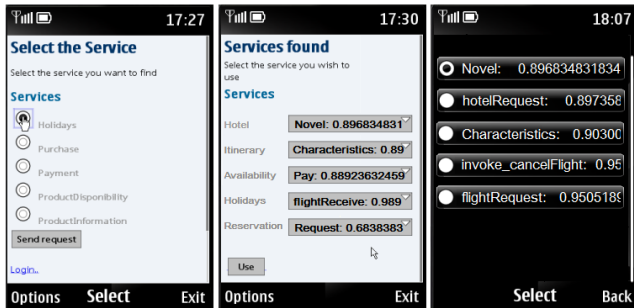 17:27
Select the Service
Select the service you want to find
Services
Holidays
Purchase
Payment
ProductDisponibility
ProductInformation
Send request
Login..
Options Select Exit
17:30
Services found
Select the service you wish to
use
Services
Hotel Novel: 0.896834831
Itinerary Characteristics: 0.89
Availability Pay: 0.88923632459
Holidays flightReceive: 0.989
Reservation Request: 0.6838383
Use
Options Exit
18:07
Novel: 0.896834831834
hotelRequest: 0.897358
Characteristics: 0.90300
invoke_cancelFlight: 0.95
flightRequest: 0.9505189
Select Back